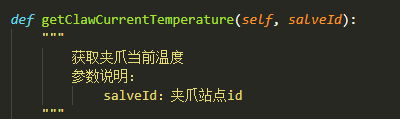 def getClawCurrentTemperature(self, salveId):
"""
获取夹爪当前温度
参数说明:
salveId: 夹爪站点id
"""